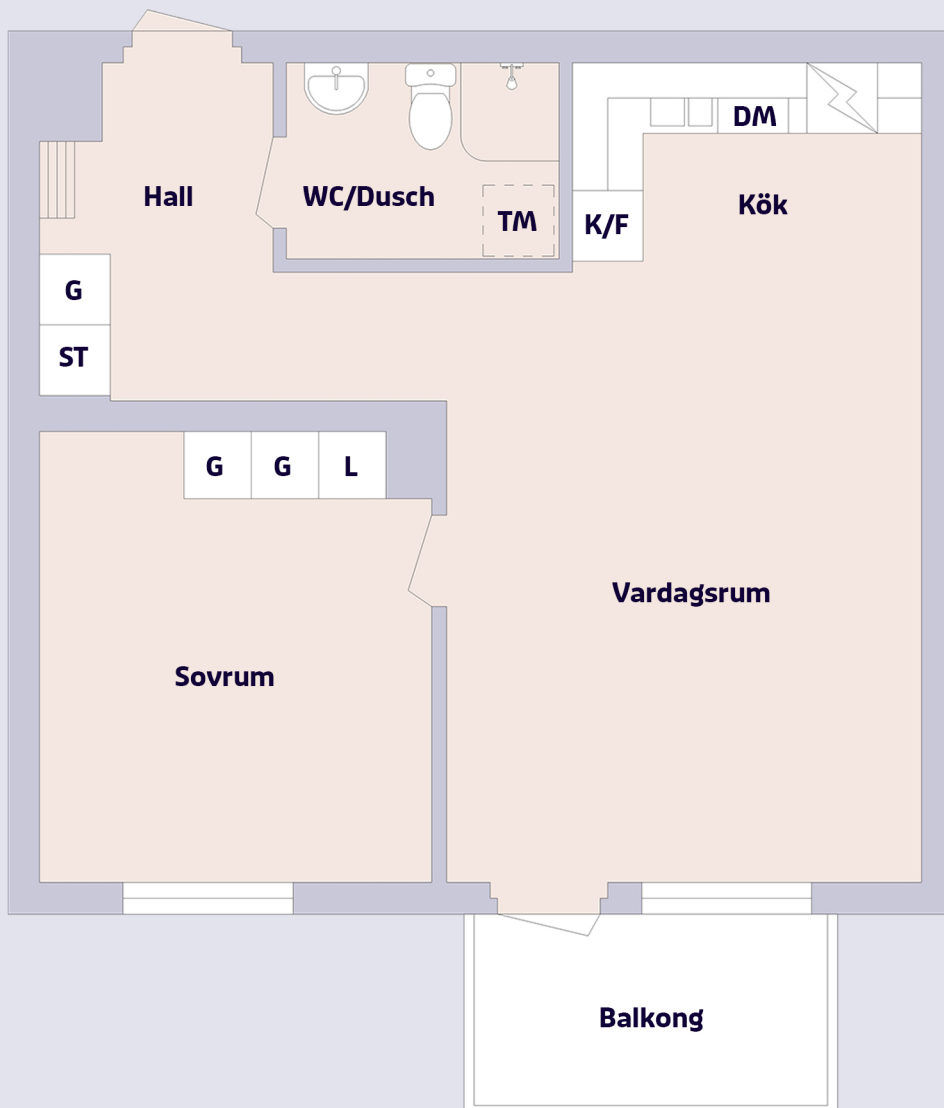 DM
Hall
WC/Dusch
Kök
TM
K/F
G
ST
G
G
L
Vardagsrum
Sovrum
Balkong